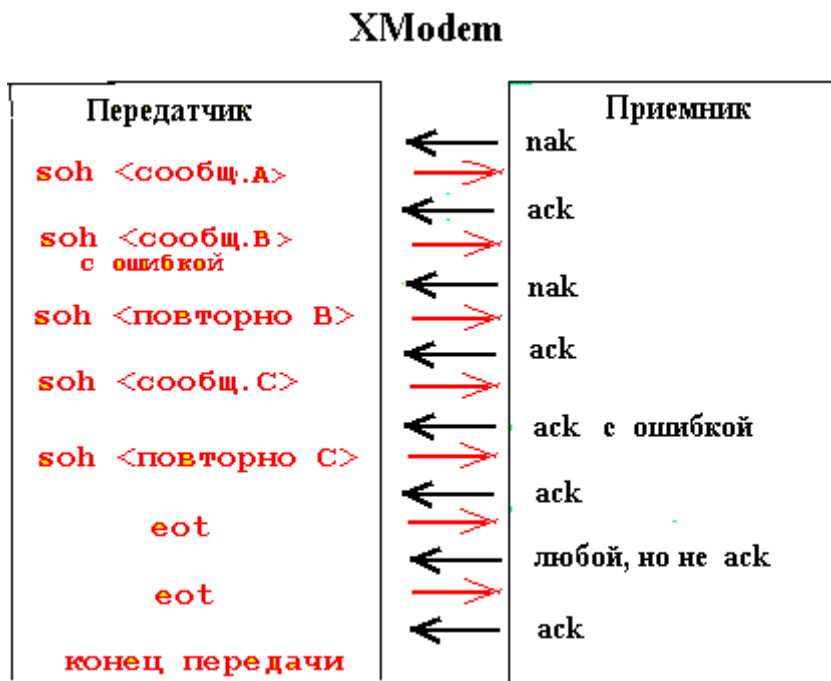 XModem
Передатчик
Приемник
nak
soh <сообщ.А>
ack
soh <сообщ.В>
с ошибкой
nak
soh <повторно В>
ack
soh <сообщ.С>
ack с ошибкой
soh <повторно С>
ack
eot
любой, но не ack
eot
ack
конец передачи